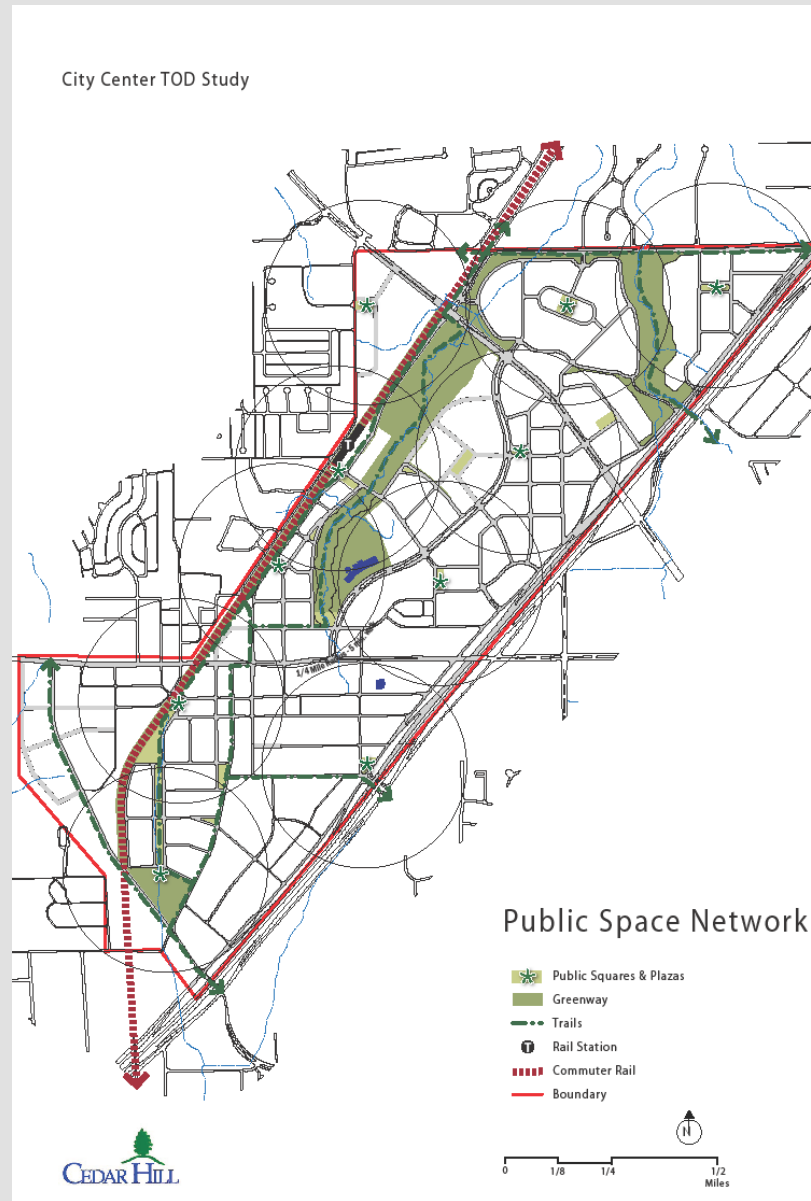 City Center TOD Study
T
1/4 Mile
Public Space Network
Public Squares & Plazas
Greenway
Trails
T Rail Station
Commuter Rail
Boundary
N
0 1/8 1/4 1/2
Miles
CEDAR HILL